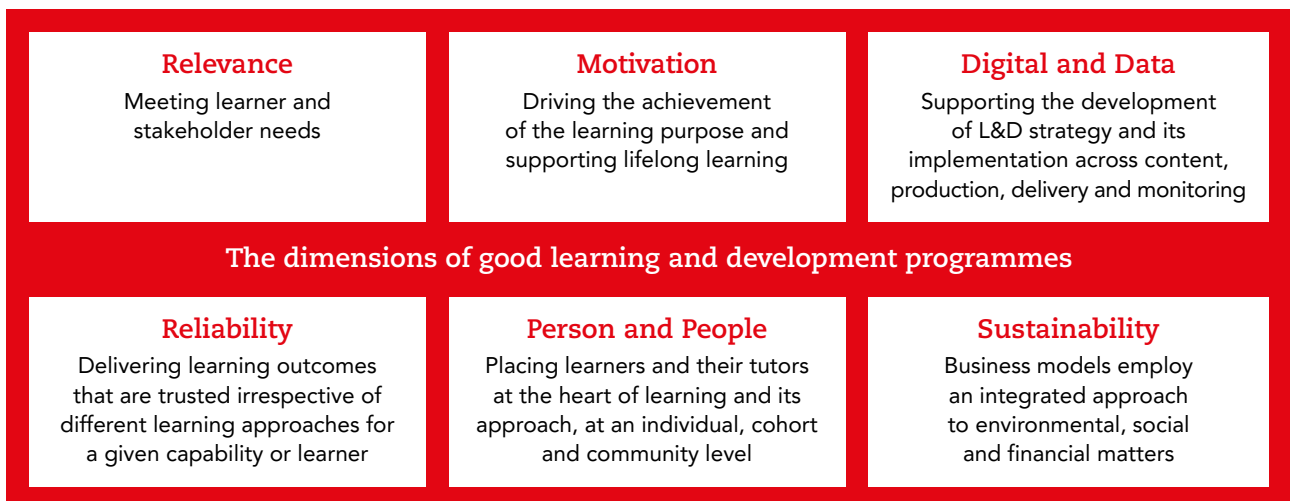 Relevance
Meeting learner and
stakeholder needs
Motivation
Driving the achievement
of the learning purpose and
supporting lifelong learning
Digital and Data
Supporting the development
of L&D strategy and its
implementation across content,
production, delivery and monitoring
The dimensions of good learning and development programmes
Reliability
Delivering learning outcomes
that are trusted irrespective of
different learning approaches for
a given capability or learner
Person and People
Placing learners and their tutors
at the heart of learning and its
approach, at an individual, cohort
and community level
Sustainability
Business models employ
an integrated approach
to environmental, social
and financial matters